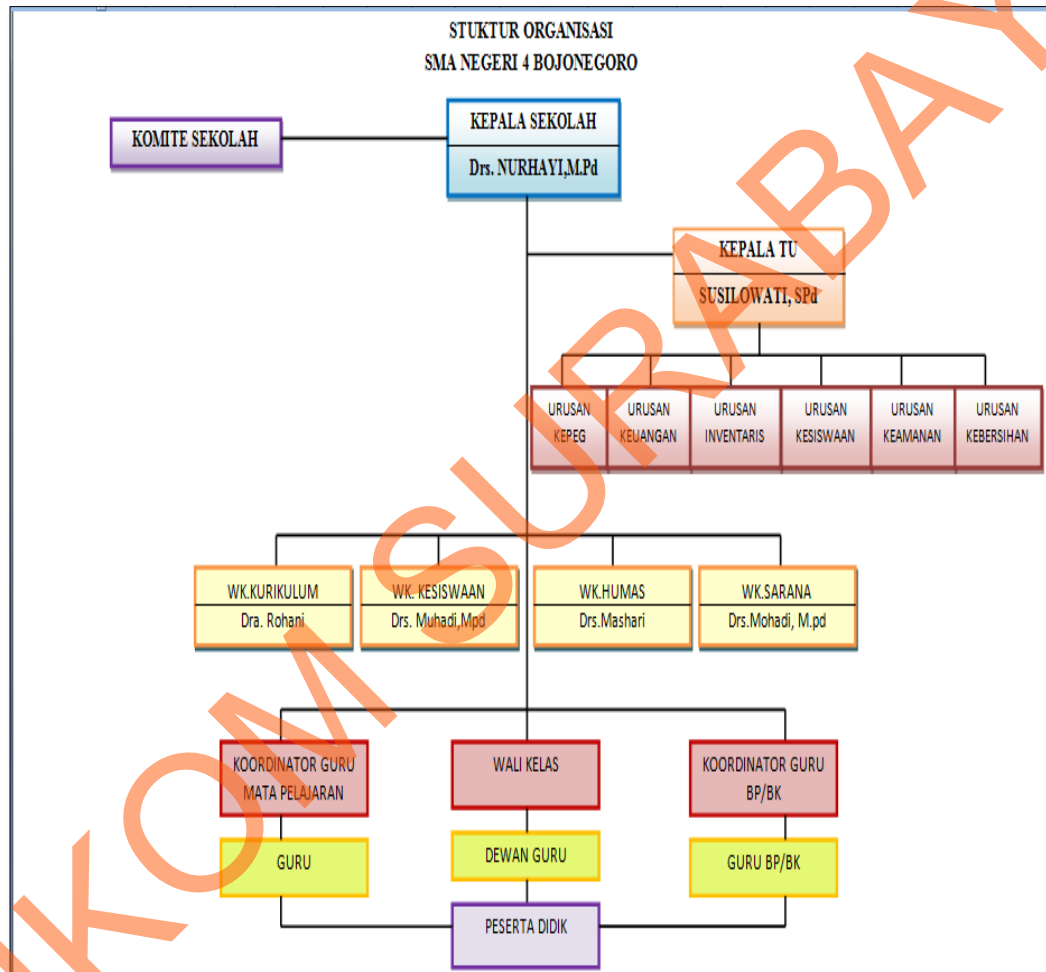 STUKTUR ORGANISASI
SMA NEGERI 4 BOJONEGORO
KOMITE SEKOLAH
KEPALA SEKOLAH
Drs. NURHAYI,M.Pd
KEPALA TU
SUSILOWATI, SPd
URUSAN
KEPEG
URUSAN
KEUANGAN
URUSAN
INVENTARIS
URUSAN
KESISWAAN
URUSAN
KEAMANAN
URUSAN
KEBERSIHAN
WK.KURIKULUM
Dra. Rohani
WK. KESISWAAN
Drs. Muhadi,Mpd
WK.HUMAS
Drs.Mashari
WK.SARANA
Drs.Mohadi, M.pd
KOORDINATOR GURU
MATA PELAJARAN
WALI KELAS
KOORDINATOR GURU
BP/BK
GURU
DEWAN GURU
GURU BP/BK
PESERTA DIDIK
IKOM SURABAY